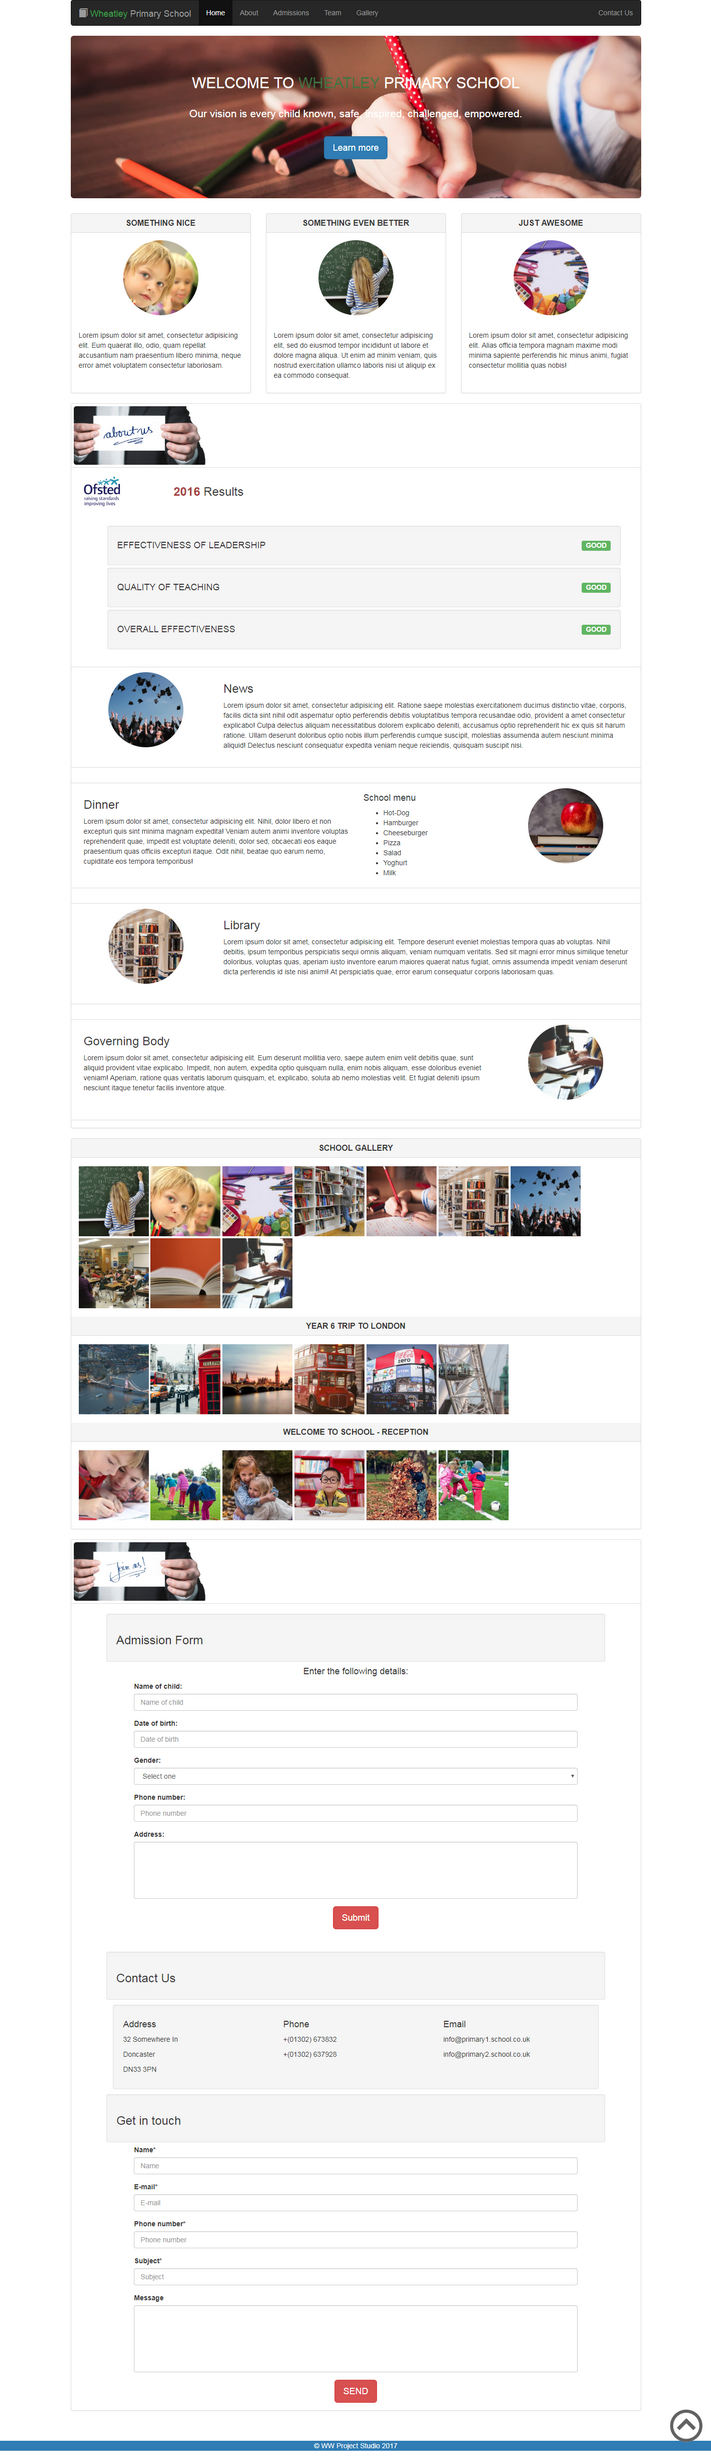 Wheatley Primary School Home About Admissions Team Gallery Contact Us
WELCOME TO WHEATLEY PRIMARY SCHOOL
Our vision is every child known, safe, inspired, challenged, empowered.
Learn more
SOMETHING NICE
Lorem ipsum dolor sit amet, consectetur adipisicing
elit. Eum quaerat illo, odio, quam repellat
accusantium nam praesentium libero minima, neque
error amet voluptatem consectetur laboriosam.
SOMETHING EVEN BETTER
Lorem ipsum dolor sit amet, consectetur adipisicing
elit, sed do eiusmod tempor incididunt ut labore et
dolore magna aliqua. Ut enim ad minim veniam, quis
nostrud exercitation ullamco laboris nisi ut aliquip ex
ea commodo consequat.
JUST AWESOME
Lorem ipsum dolor sit amet, consectetur adipisicing
elit. Alias officia tempora magnam maxime modi
minima sapiente perferendis hic minus animi, fugiat
consectetur mollitia quas nobis!
about us
Ofsted
raising standards
improving lives
2016 Results
EFFECTIVENESS OF LEADERSHIP GOOD
QUALITY OF TEACHING GOOD
OVERALL EFFECTIVENESS GOOD
News
Lorem ipsum dolor sit amet, consectetur adipisicing elit. Ratione saepe molestias exercitationem ducimus distinctio vitae, corporis,
facilis dicta sint nihil odit aspernatur optio perferendis debitis voluptatibus tempora recusandae odio, provident a amet consectetur
explicabo! Culpa delectus aliquam necessitatibus dolorem explicabo deleniti, accusamus optio reprehenderit hic ex quis sit harum
ratione. Ullam deserunt doloribus optio nobis illum perferendis cumque suscipit, molestias assumenda autem nesciunt minima
aliquid! Delectus nesciunt consequatur expedita veniam neque reiciendis, quisquam suscipit nisi.
Dinner
Lorem ipsum dolor sit amet, consectetur adipisicing elit. Nihil, dolor libero et non
excepturi quis sint minima magnam expedita! Veniam autem animi inventore voluptas
reprehenderit quae, impedit est voluptate deleniti, dolor sed, obcaecati eos eaque
praesentium quas officiis excepturi itaque. Odit nihil, beatae quo earum nemo,
cupiditate eos tempora temporibus!
School menu
Hot-Dog
Hamburger
Cheeseburger
Pizza
Salad
Yoghurt
Milk
Library
Lorem ipsum dolor sit amet, consectetur adipisicing elit. Tempore deserunt eveniet molestias tempora quas ab voluptas. Nihil
debitis, ipsum temporibus perspiciatis sequi omnis aliquam, veniam numquam veritatis. Sed sit magni error minus similique tenetur
doloribus, voluptas quas, aperiam iusto inventore earum maiores quaerat natus fugiat, omnis assumenda impedit veniam deserunt
dicta perferendis id iste nisi animi! At perspiciatis quae, error earum consequatur corporis laboriosam quas.
Governing Body
Lorem ipsum dolor sit amet, consectetur adipisicing elit. Eum deserunt mollitia vero, saepe autem enim velit debitis quae, sunt
aliquid provident vitae explicabo. Impedit, non autem, expedita optio quisquam nulla, enim nobis aliquam, esse doloribus eveniet
veniam! Aperiam, ratione quas veritatis laborum quisquam, et, explicabo, soluta ab nemo molestias velit. Et fugiat deleniti ipsum
nesciunt itaque tenetur facilis inventore atque.
SCHOOL GALLERY
YEAR 6 TRIP TO LONDON
zero
WELCOME TO SCHOOL - RECEPTION
Join us!
Admission Form
Enter the following details:
Name of child:
Name of child
Date of birth:
Date of birth
Gender:
Select one
Phone number:
Phone number
Address:
Submit
Contact Us
Address
32 Somewhere In
Doncaster
DN33 3PN
Phone
+(01302) 673832
+(01302) 637928
Email
info@primary1.school.co.uk
info@primary2.school.co.uk
Get in touch
Name*
Name
E-mail*
E-mail
Phone number*
Phone number
Subject*
Subject
Message
SEND
© WW Project Studio 2017